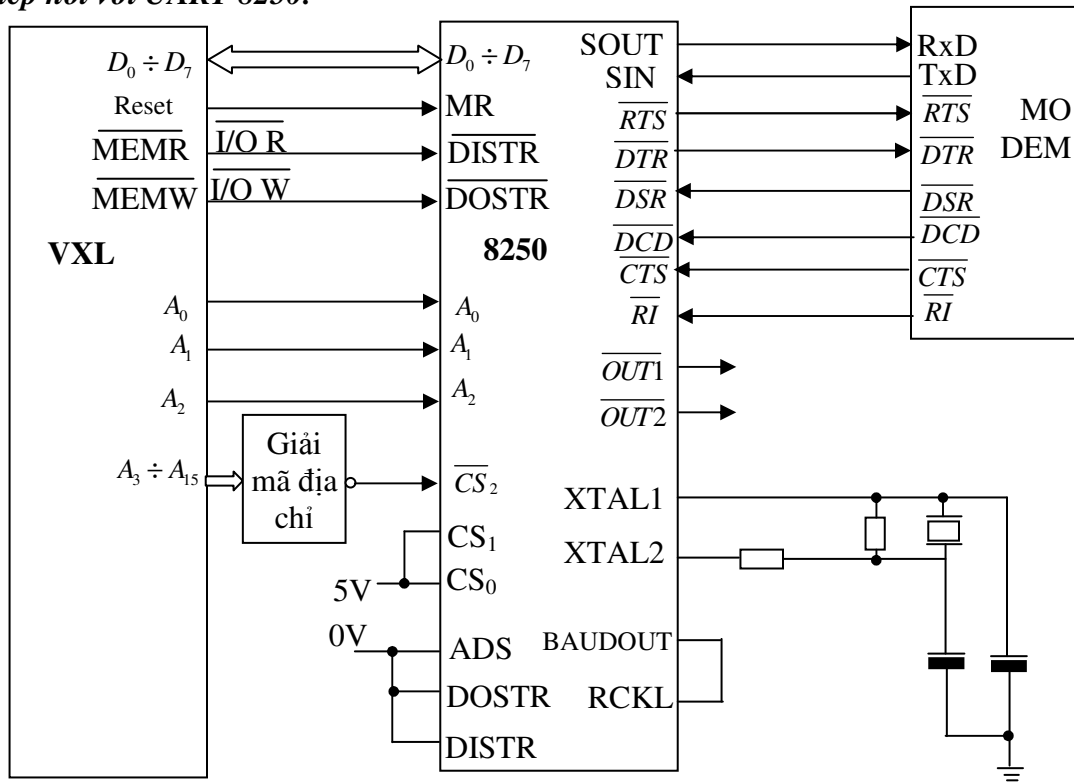 với UART 8250:
D₀ ÷ D₇
Reset
MEMR
MEMW
I/O R
I/O W
VXL
A₀
A₁
A₂
A₃ ÷ A₁₅
Giải
mã địa
chỉ
5V
0V
D₀ ÷ D₇
MR
DISTR
DOSTR
8250
A₀
A₁
A₂
CS₂
CS₁
CS₀
ADS
DOSTR
DISTR
SOUT
SIN
RTS
DTR
DSR
DCD
CTS
RI
OUT1
OUT2
XTAL1
XTAL2
BAUDOUT
RCKL
RxD
TxD
RTS
DTR
DSR
DCD
CTS
RI
MO
DEM